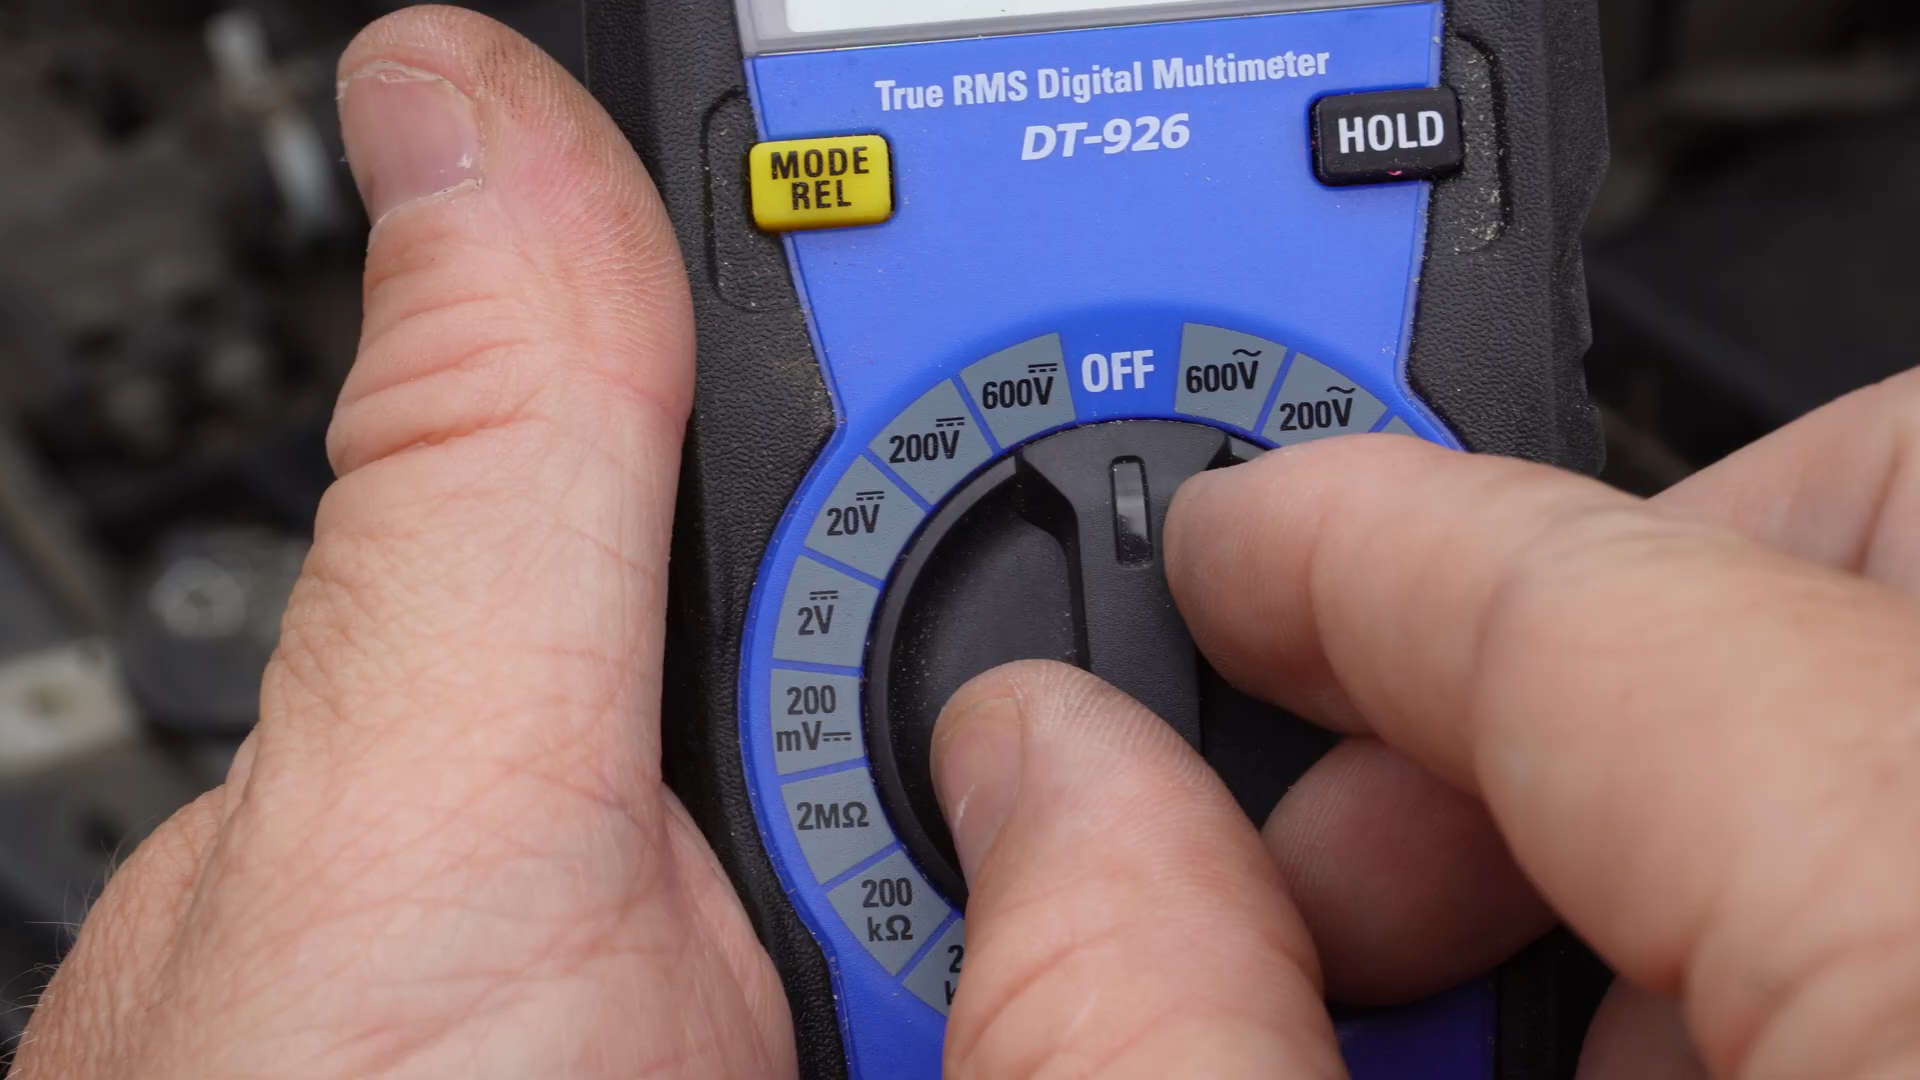 True RMS Digital Multimeter
DT-926
MODE
REL
HOLD
OFF
600V
200V
20V
2V
200
mV
2MΩ
200
kΩ
2
600V
200V